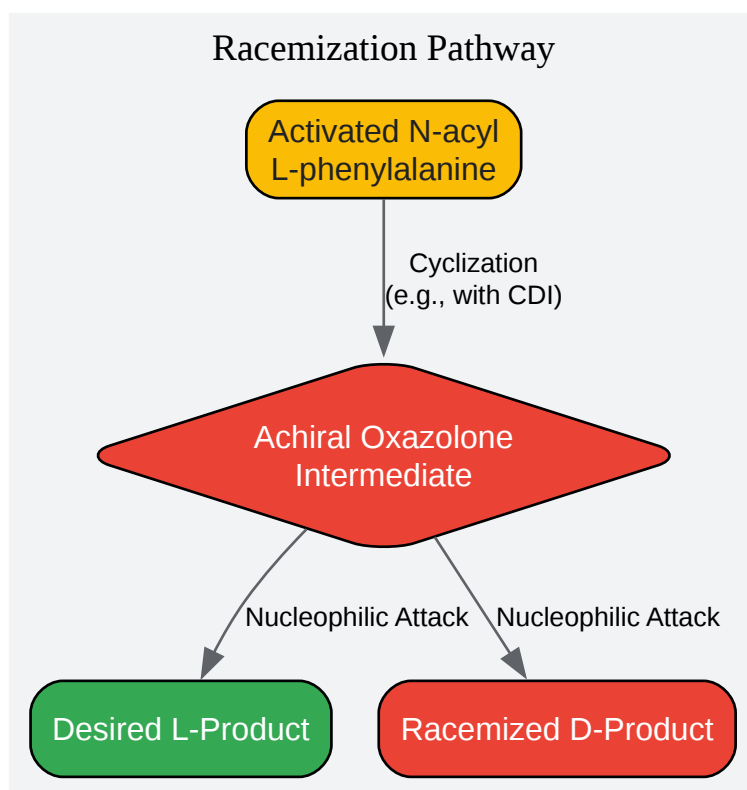 Racemization Pathway
Activated N-acyl
L-phenylalanine
Cyclization
(e.g., with CDI)
Achiral Oxazolone
Intermediate
Nucleophilic Attack
Nucleophilic Attack
Desired L-Product
Racemized D-Product